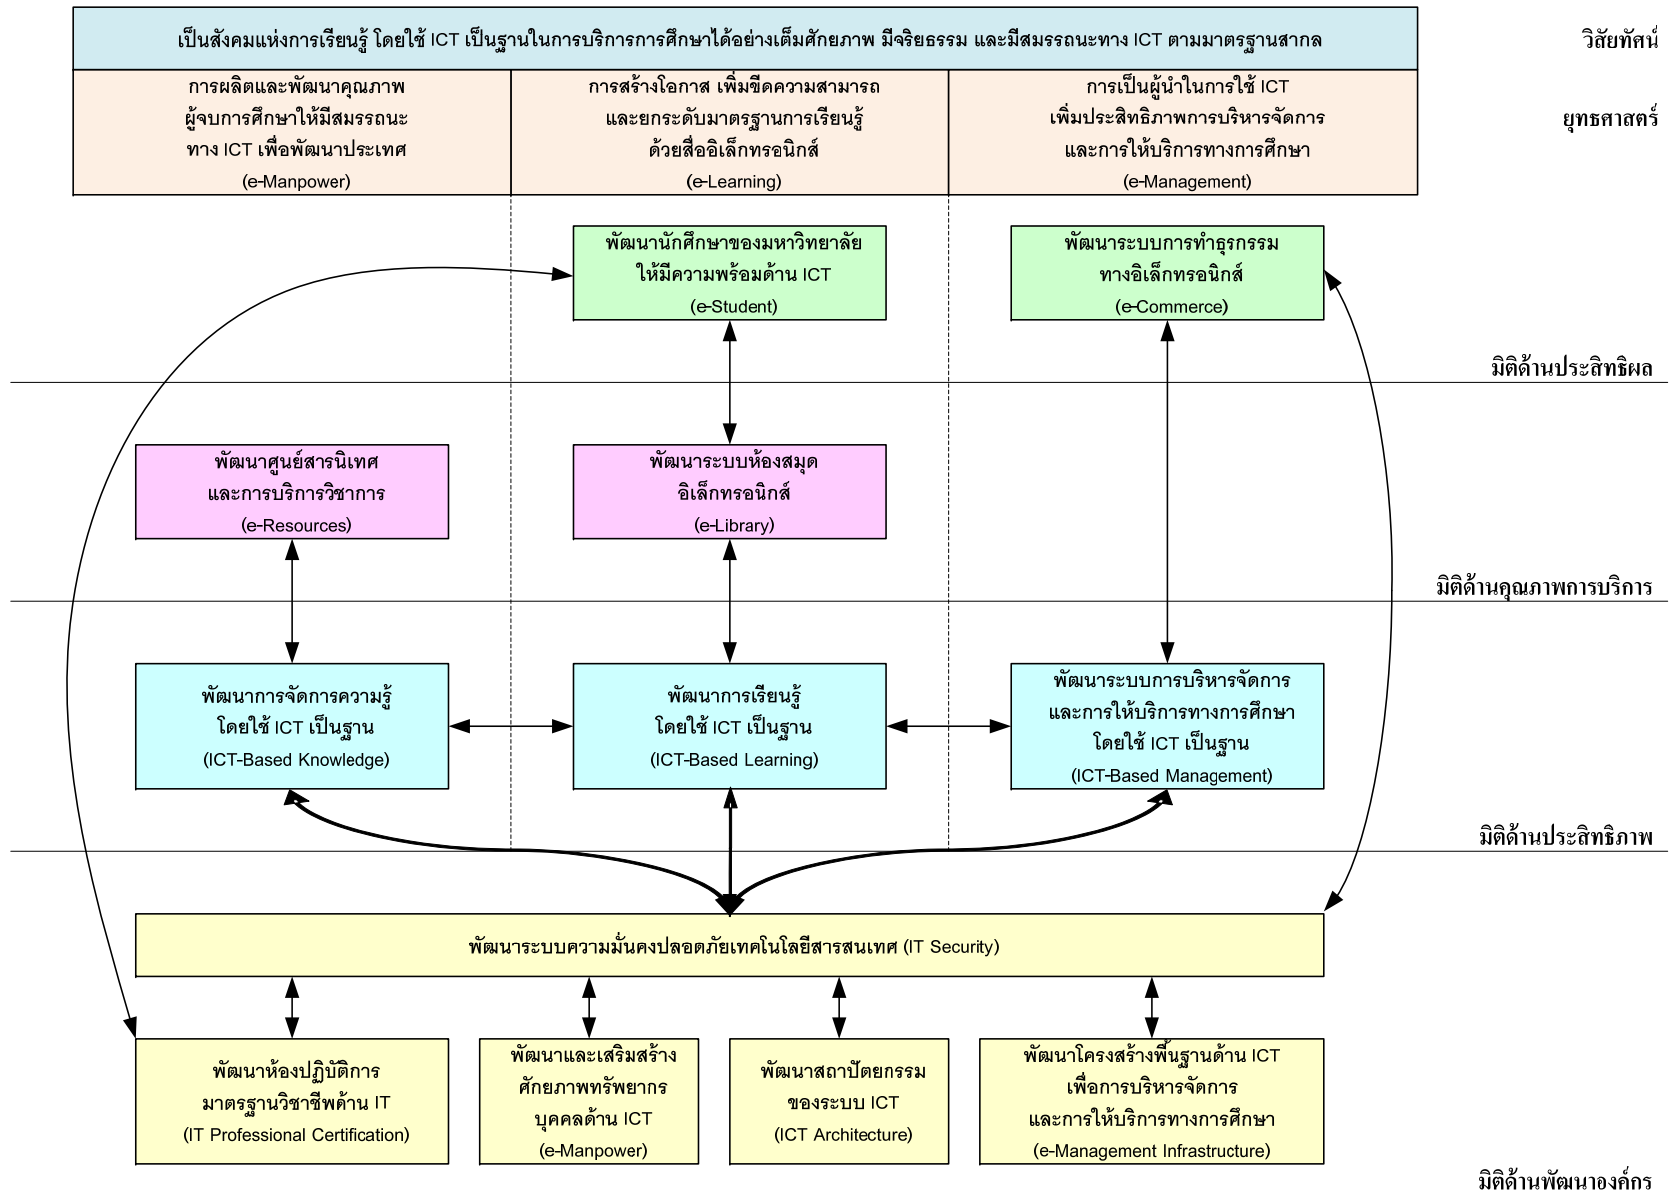 เป็นสังคมแห่งการเรียนรู้ โดยใช้ ICT เป็นฐานในการบริการการศึกษาได้อย่างเต็มศักยภาพ มีจริยธรรม และมีสมรรถนะทาง ICT ตามมาตรฐานสากล
วิสัยทัศน์
การผลิตและพัฒนาคุณภาพ
ผู้จบการศึกษาให้มีสมรรถนะ
ทาง ICT เพื่อพัฒนาประเทศ
(e-Manpower)
การสร้างโอกาส เพิ่มขีดความสามารถ
และยกระดับมาตรฐานการเรียนรู้
ด้วยสื่ออิเล็กทรอนิกส์
(e-Learning)
การเป็นผู้นำในการใช้ ICT
เพิ่มประสิทธิภาพการบริหารจัดการ
และการให้บริการทางการศึกษา
(e-Management)
ยุทธศาสตร์
พัฒนานักศึกษาของมหาวิทยาลัย
ให้มีความพร้อมด้าน ICT
(e-Student)
พัฒนาระบบการทำธุรกรรม
ทางอิเล็กทรอนิกส์
(e-Commerce)
มิติด้านประสิทธิผล
พัฒนาศูนย์สารนิเทศ
และการบริการวิชาการ
(e-Resources)
พัฒนาระบบห้องสมุด
อิเล็กทรอนิกส์
(e-Library)
มิติด้านคุณภาพการบริการ
พัฒนาการจัดการความรู้
โดยใช้ ICT เป็นฐาน
(ICT-Based Knowledge)
พัฒนาการเรียนรู้
โดยใช้ ICT เป็นฐาน
(ICT-Based Learning)
พัฒนาระบบการบริหารจัดการ
และการให้บริการทางการศึกษา
โดยใช้ ICT เป็นฐาน
(ICT-Based Management)
มิติด้านประสิทธิภาพ
พัฒนาระบบความมั่นคงปลอดภัยเทคโนโลยีสารสนเทศ (IT Security)
พัฒนาห้องปฏิบัติการ
มาตรฐานวิชาชีพด้าน IT
(IT Professional Certification)
พัฒนาและเสริมสร้าง
ศักยภาพทรัพยากร
บุคคลด้าน ICT
(e-Manpower)
พัฒนาสถาปัตยกรรม
ของระบบ ICT
(ICT Architecture)
พัฒนาโครงสร้างพื้นฐานด้าน ICT
เพื่อการบริหารจัดการ
และการให้บริการทางการศึกษา
(e-Management Infrastructure)
มิติด้านพัฒนาองค์กร